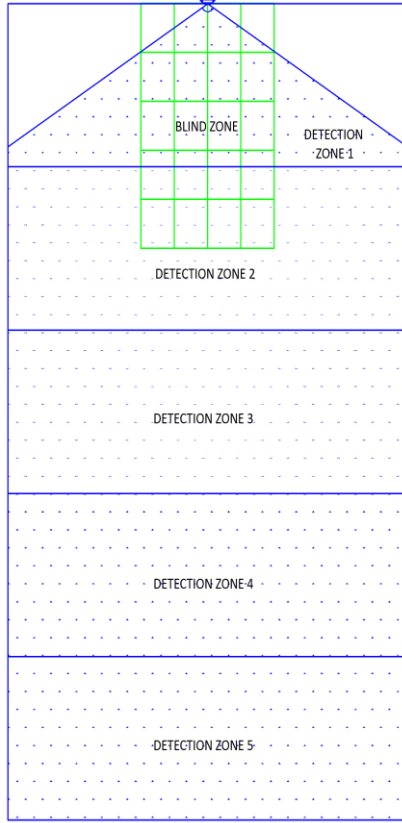 BLIND ZONE
DETECTION
ZONE 1
DETECTION ZONE 2
DETECTION ZONE 3
DETECTION ZONE 4
DETECTION ZONE 5